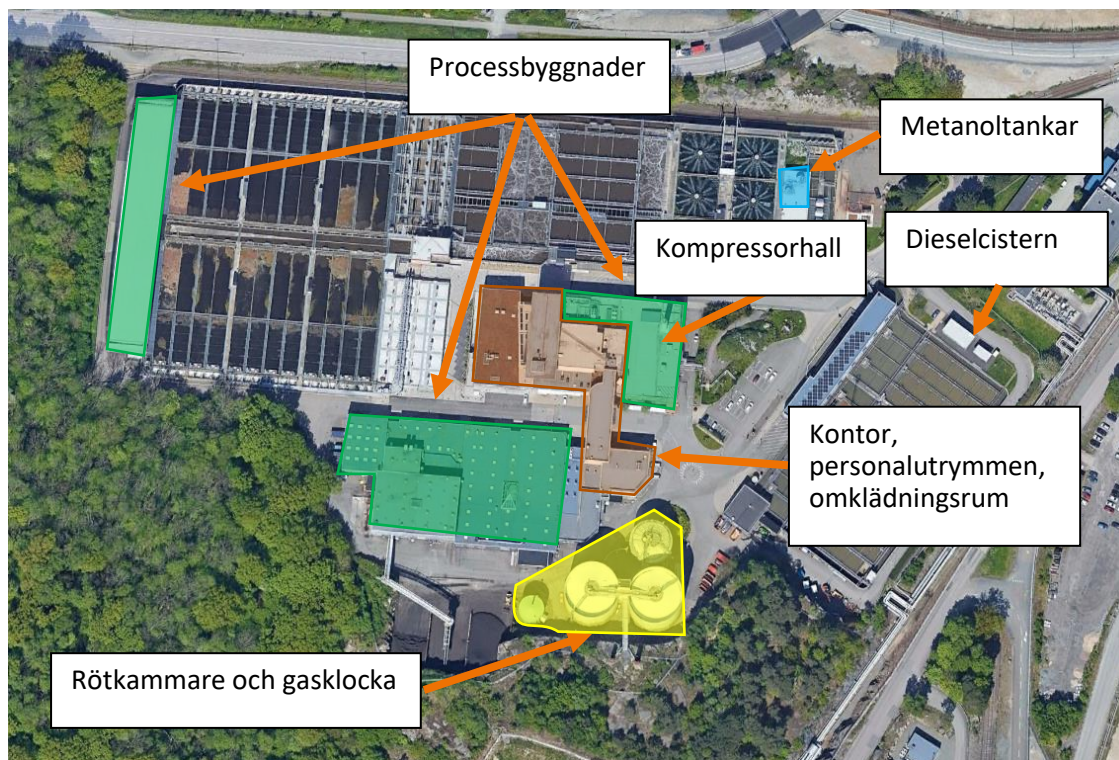 Processbyggnader
Metanoltankar
Kompressorhall
Dieselcistern
Kontor,
personalutrymmen,
omklädningsrum
Rötkammare och gasklocka